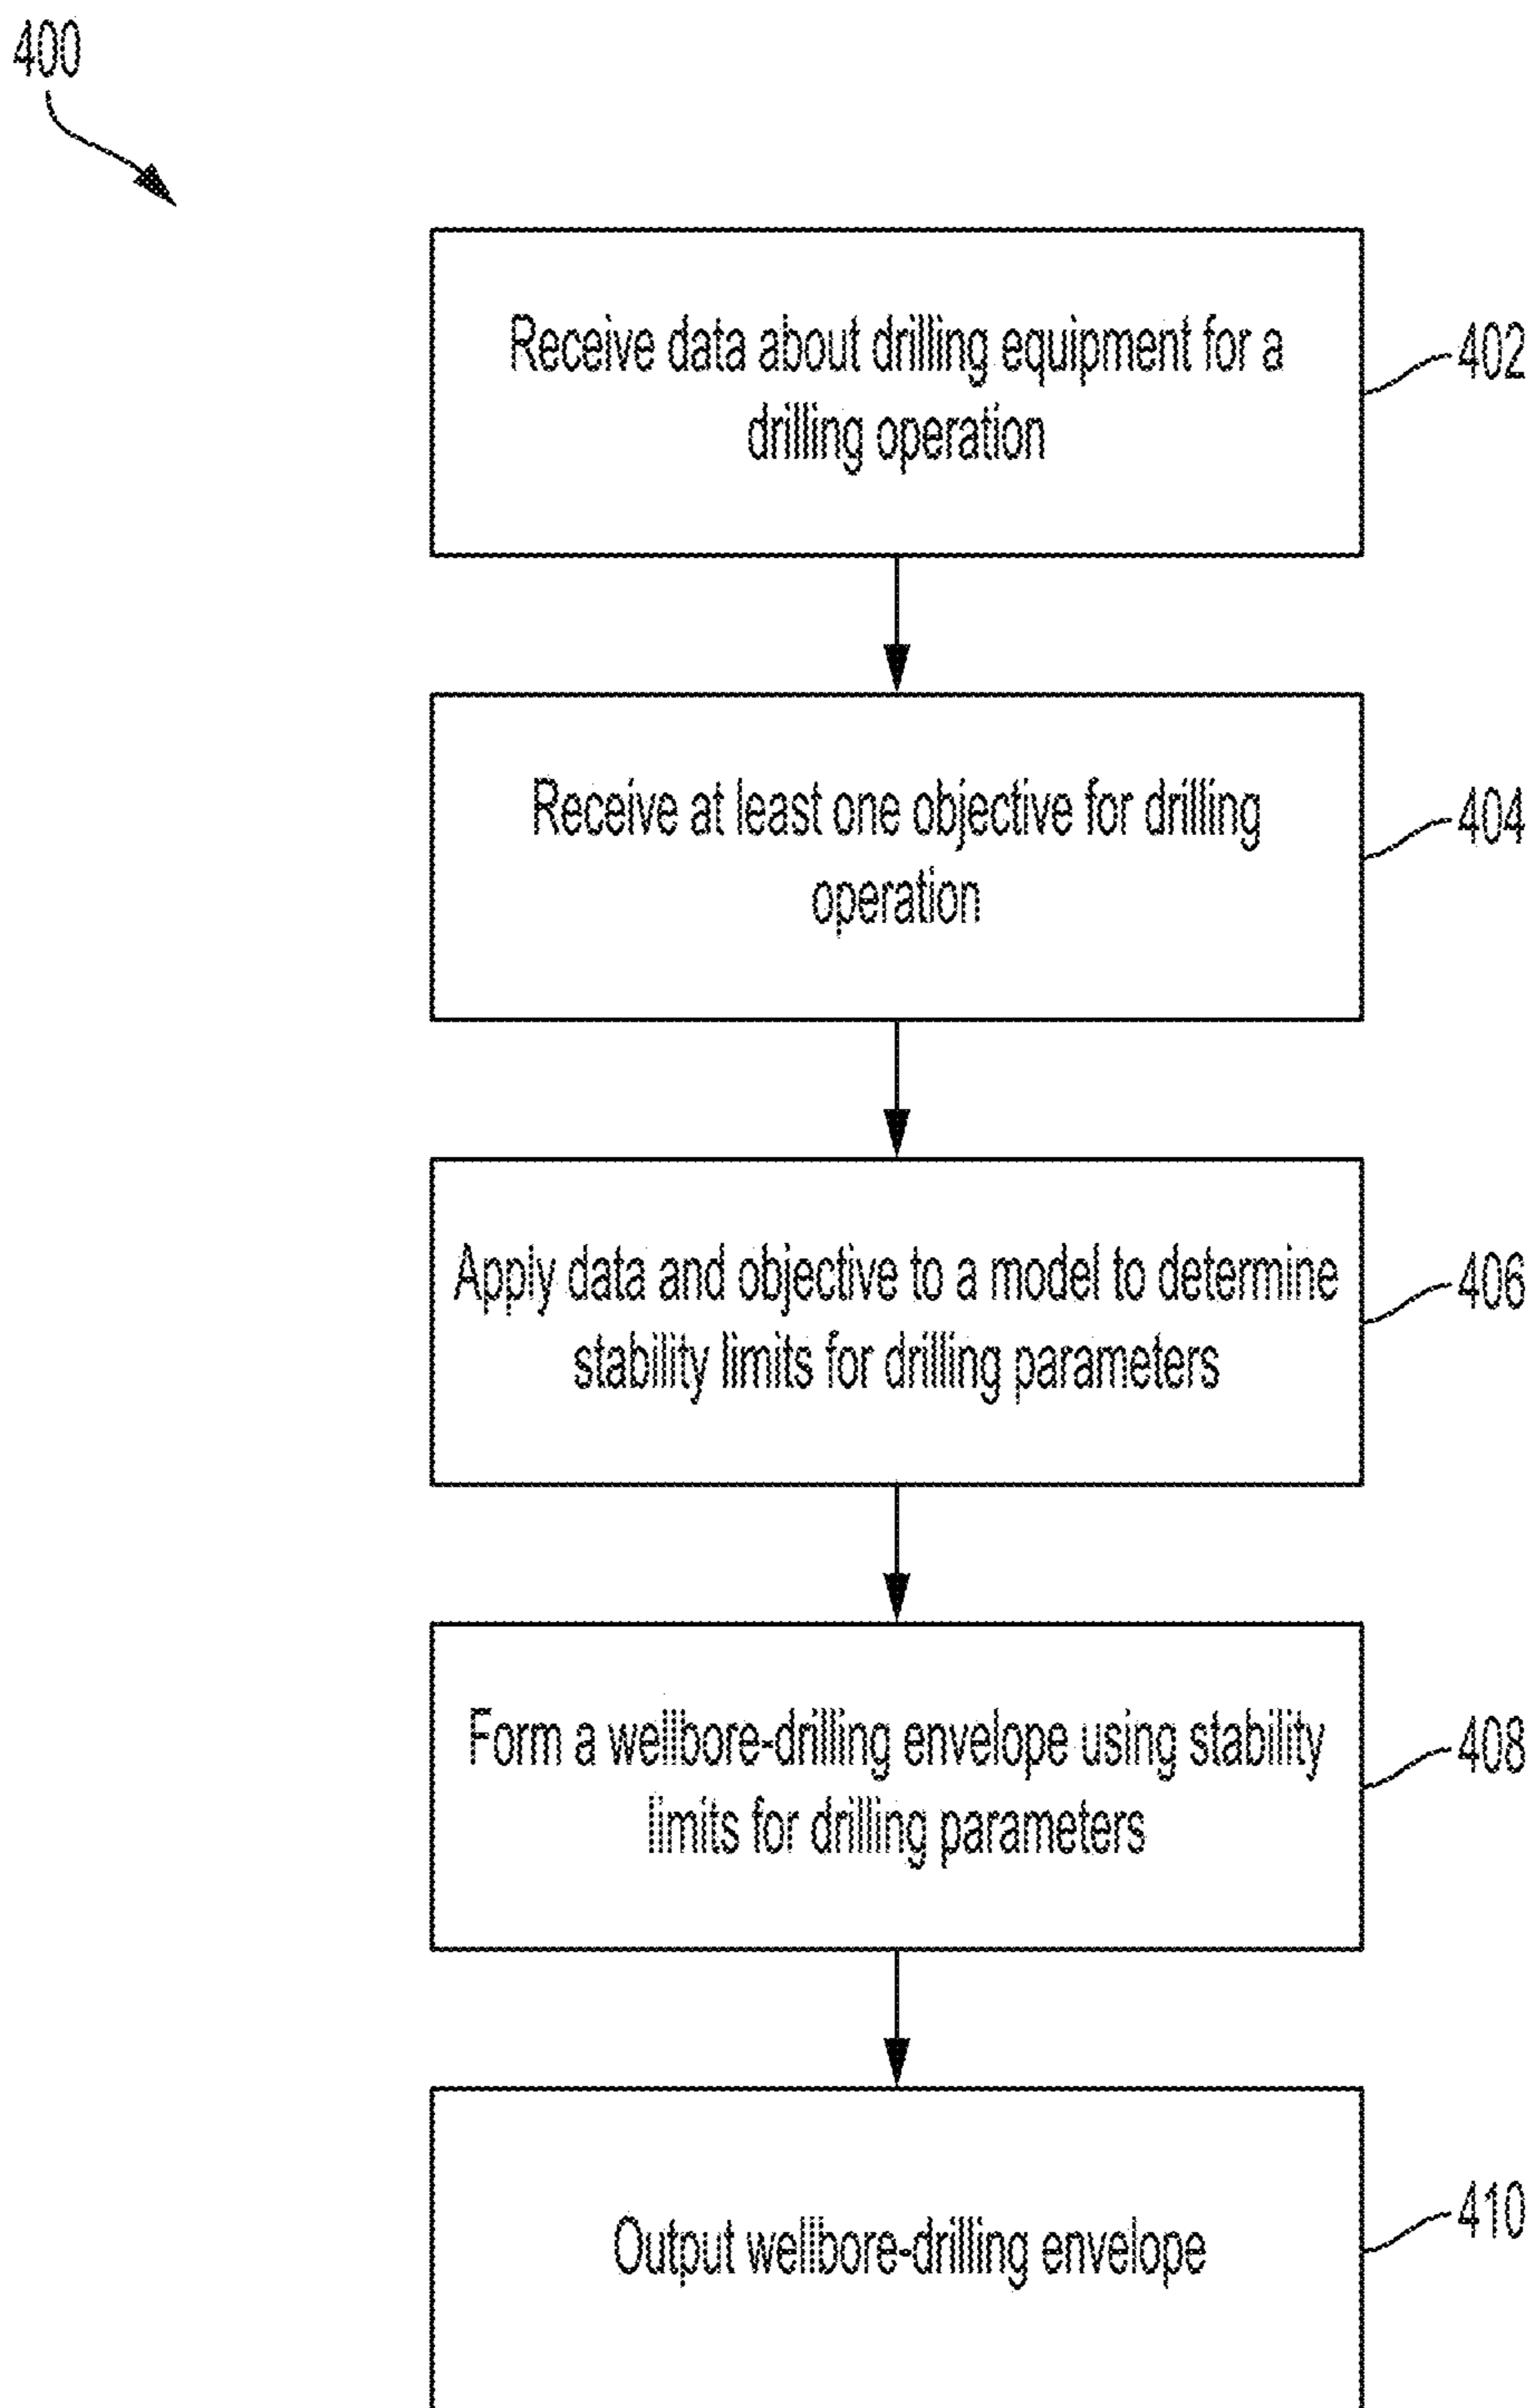 400
Receive data about drilling equipment for a
drilling operation
402
Receive at least one objective for drilling
operation
404
Apply data and objective to a model to determine
stability limits for drilling parameters
406
Form a wellbore-drilling envelope using stability
limits for drilling parameters
408
Output wellbore-drilling envelope
410